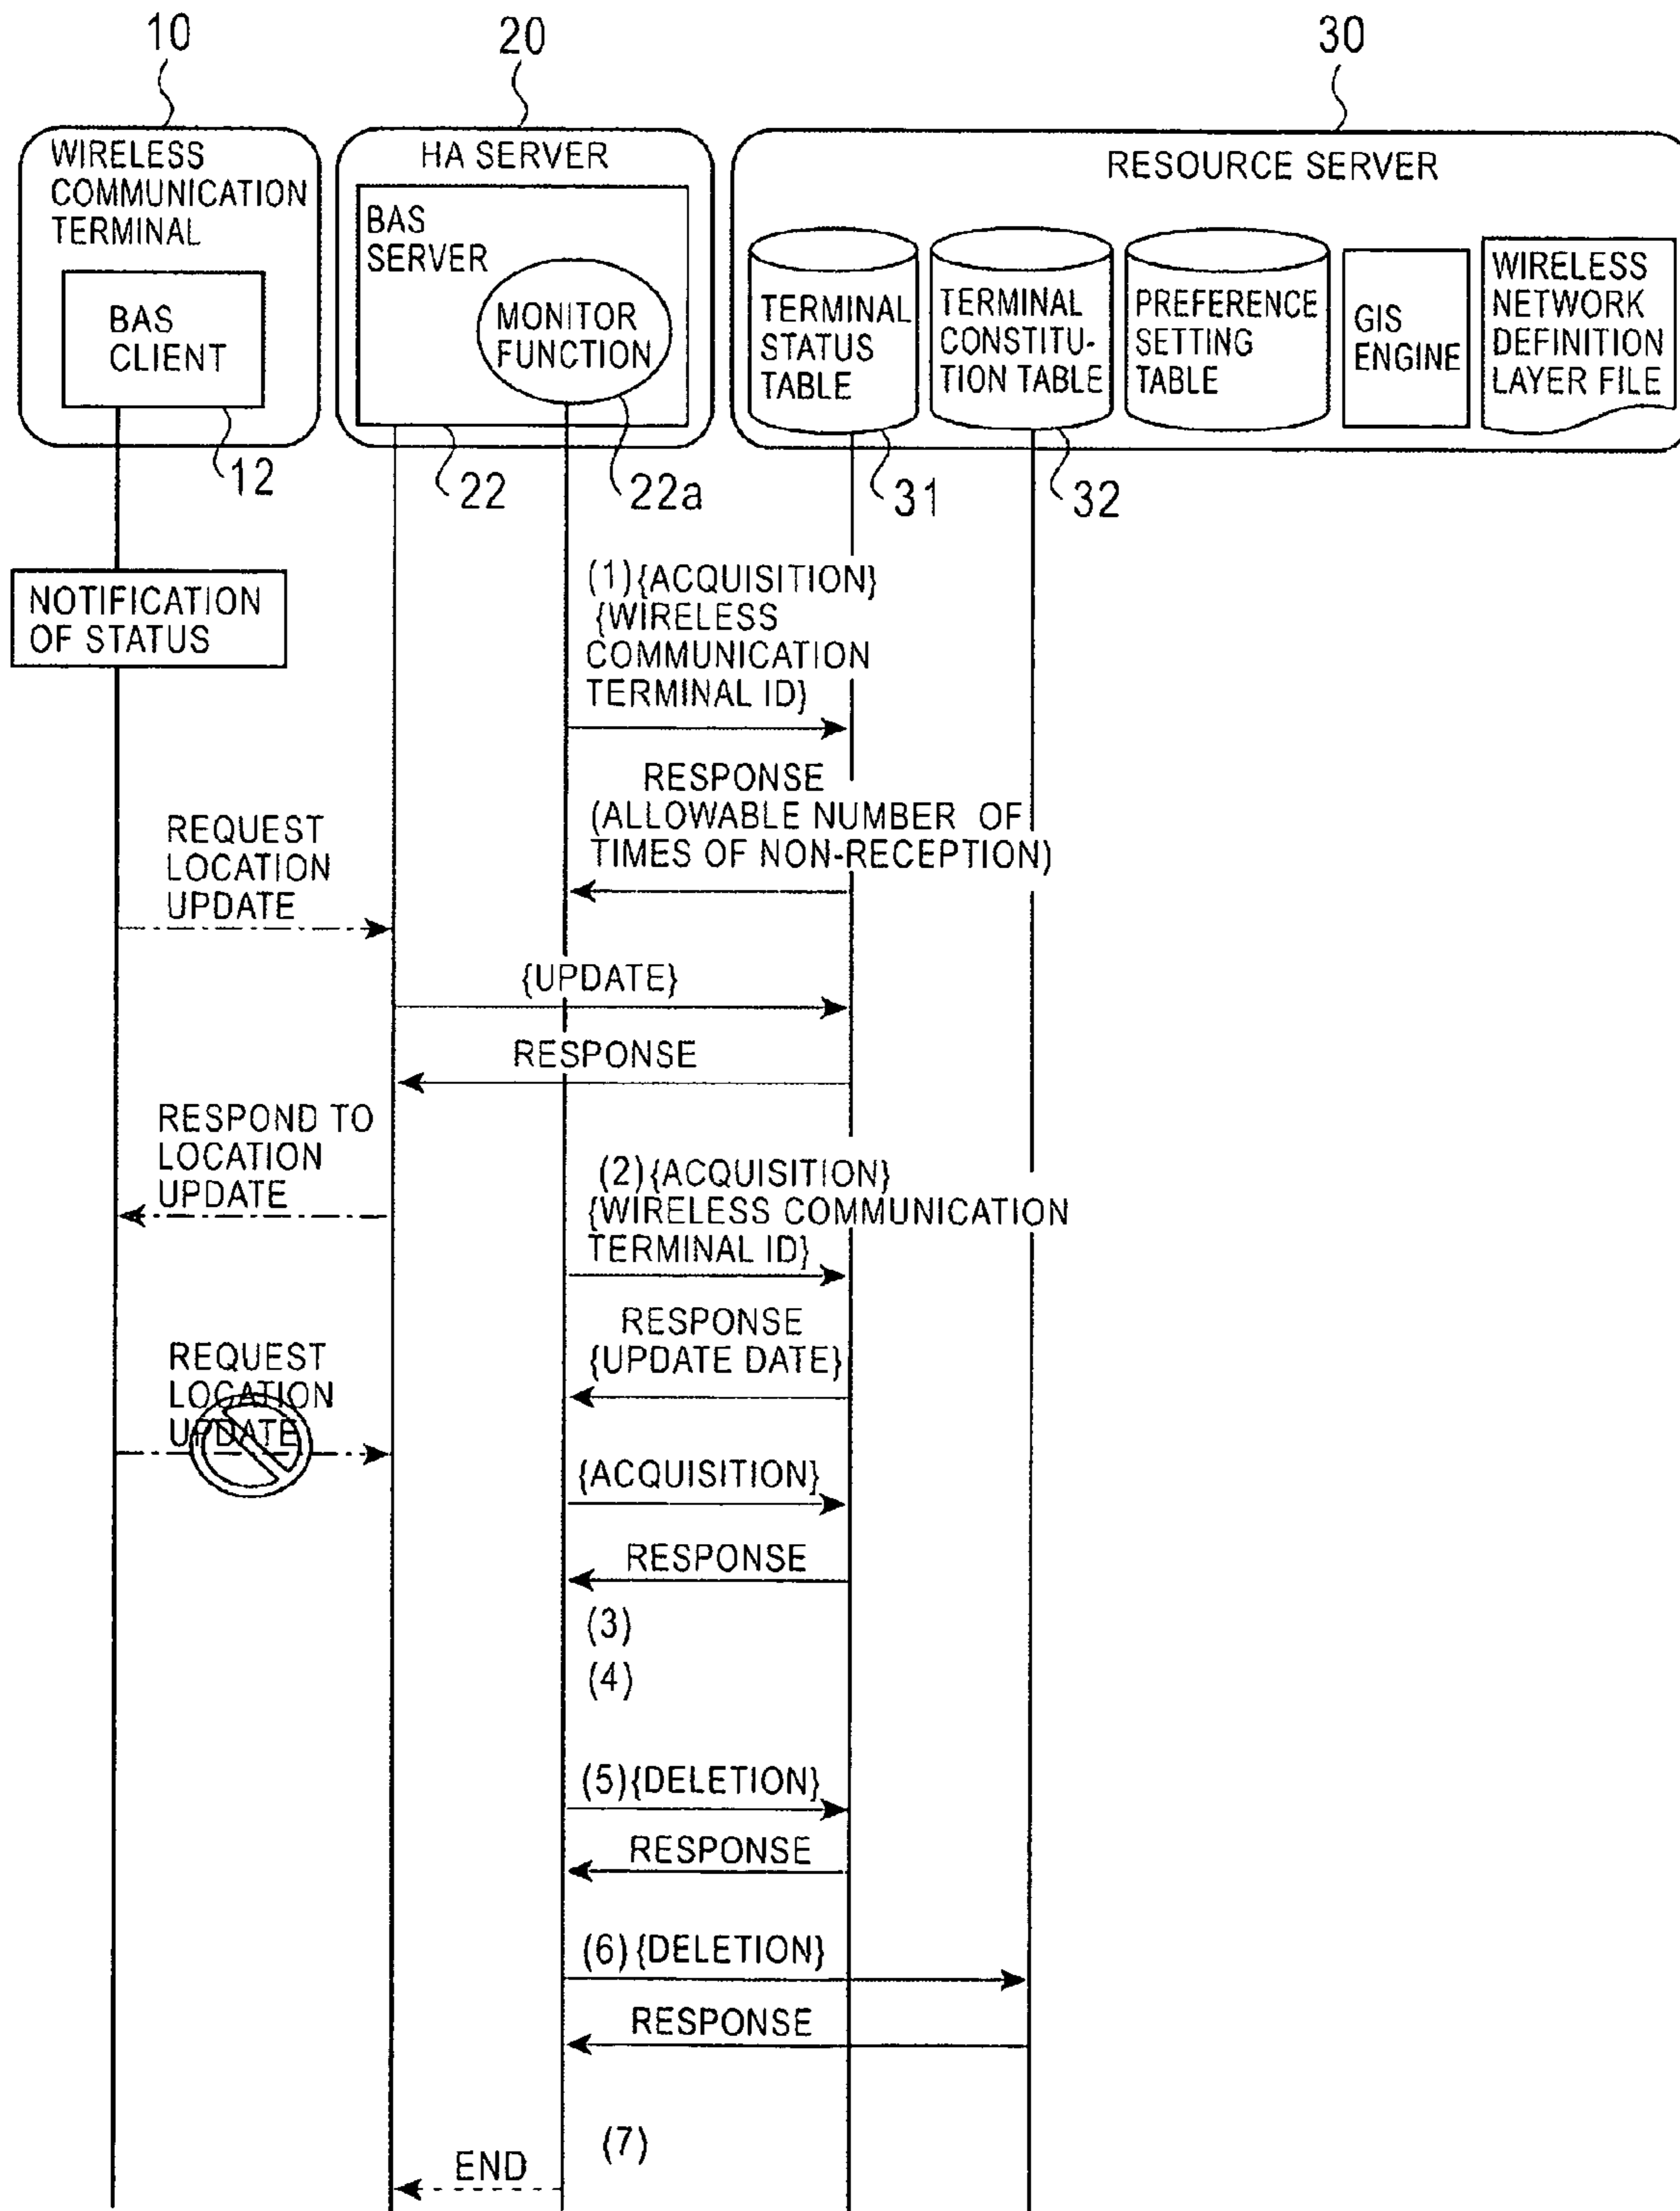 10
20
30
WIRELESS
COMMUNICATION
TERMINAL
BAS
CLIENT
12
HA SERVER
BAS
SERVER
MONITOR
FUNCTION
22
22a
RESOURCE SERVER
TERMINAL
STATUS
TABLE
TERMINAL
CONSTITU-
TION TABLE
PREFERENCE
SETTING
TABLE
GIS
ENGINE
WIRELESS
NETWORK
DEFINITION
LAYER FILE
31
32
NOTIFICATION
OF STATUS
(1){ACQUISITION}
{WIRELESS
COMMUNICATION
TERMINAL ID}
RESPONSE
(ALLOWABLE NUMBER OF
TIMES OF NON-RECEPTION)
REQUEST
LOCATION
UPDATE
{UPDATE}
RESPONSE
RESPOND TO
LOCATION
UPDATE
(2){ACQUISITION}
{WIRELESS COMMUNICATION
TERMINAL ID}
RESPONSE
{UPDATE DATE}
REQUEST
LOCATION
UPDATE
{ACQUISITION}
RESPONSE
(3)
(4)
(5){DELETION}
RESPONSE
(6){DELETION}
RESPONSE
(7)
END